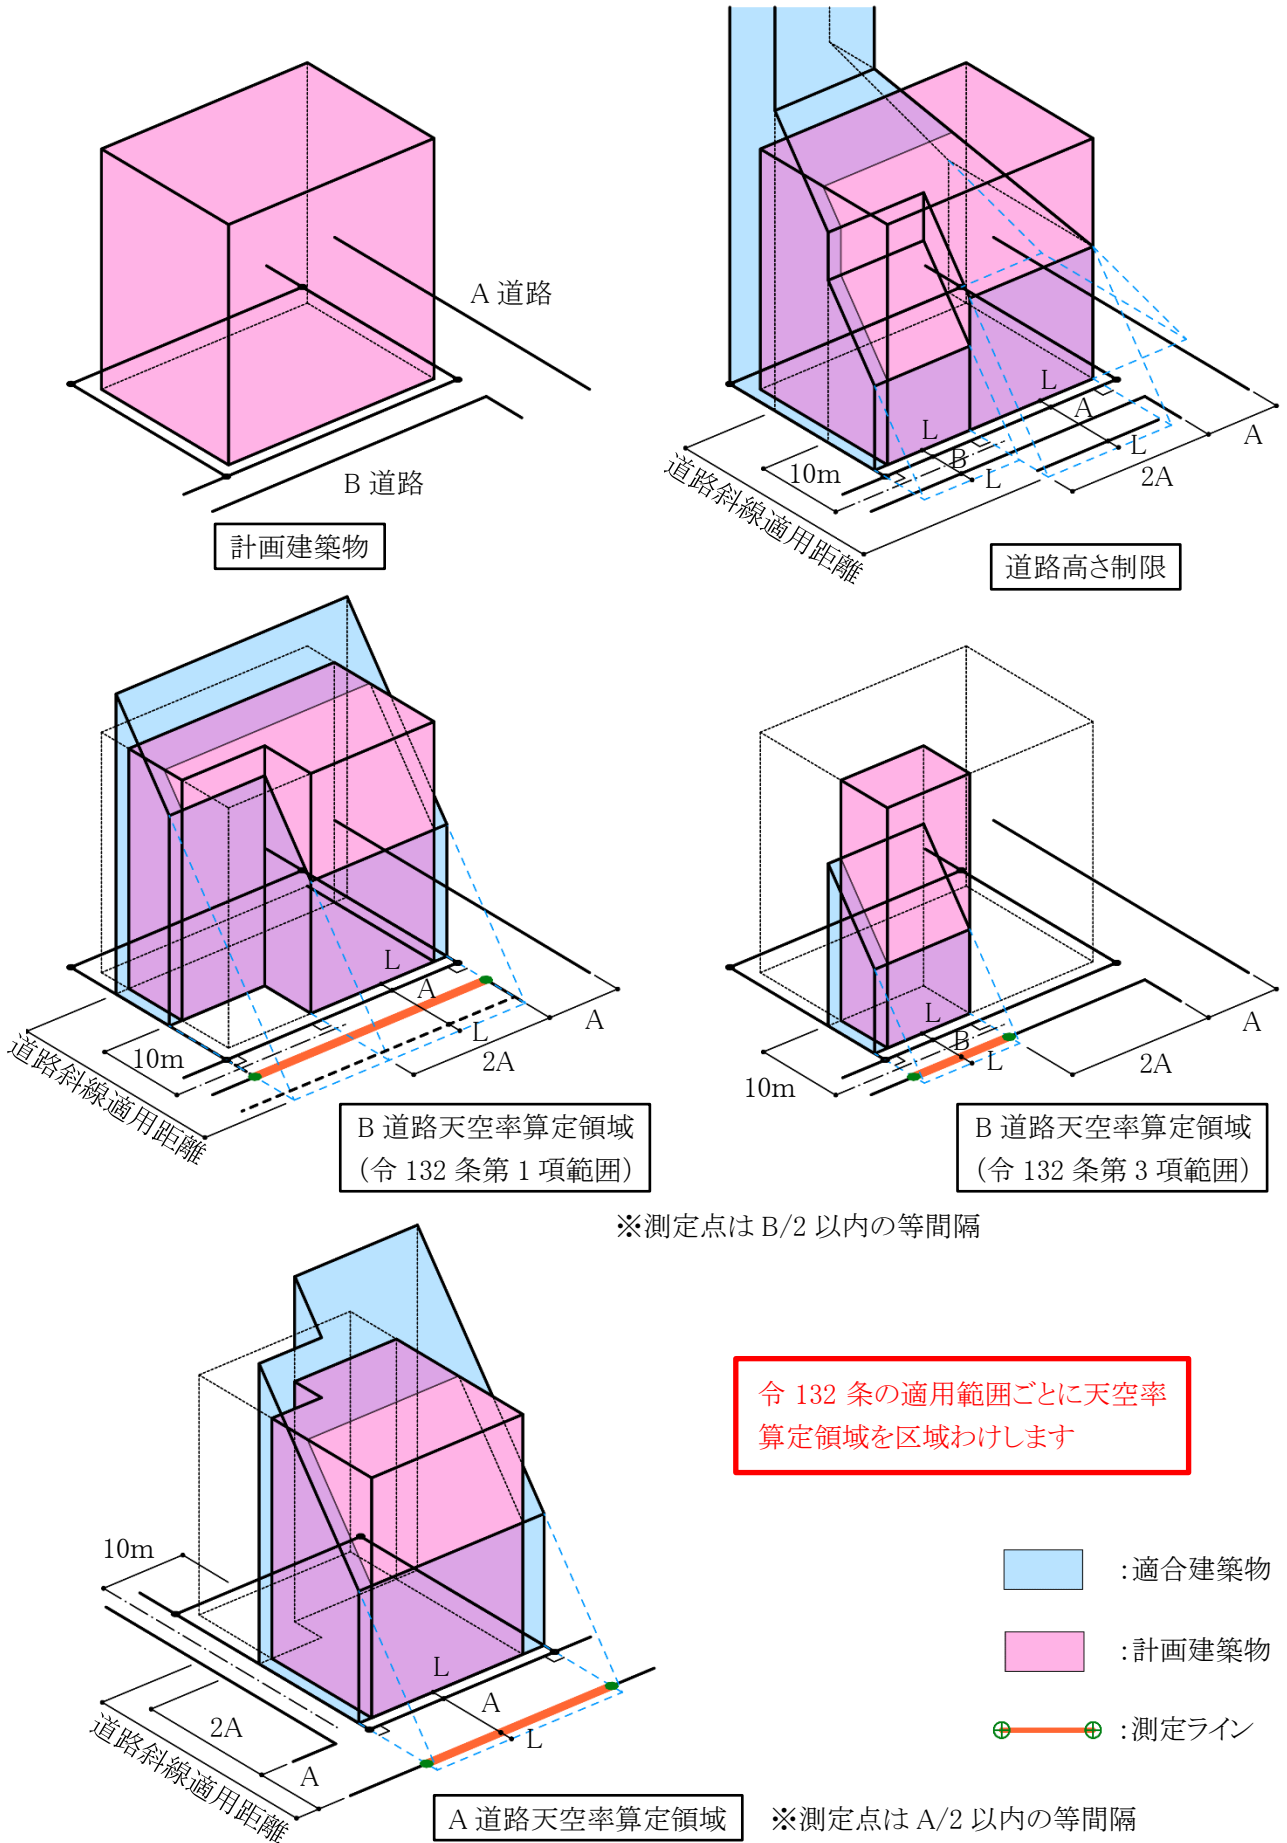 A 道路
B 道路
計画建築物
L
A
L
B
L
L
10m
2A
A
道路斜線適用距離
道路高さ制限
L
A
L
10m
2A
A
道路斜線適用距離
B 道路天空率算定領域
(令 132 条第 1 項範囲)
L
B
L
10m
2A
A
B 道路天空率算定領域
(令 132 条第 3 項範囲)
※測定点は B/2 以内の等間隔
10m
L
A
L
2A
A
道路斜線適用距離
A 道路天空率算定領域
※測定点は A/2 以内の等間隔
令 132 条の適用範囲ごとに天空率
算定領域を区域わけします
:適合建築物
:計画建築物
:測定ライン